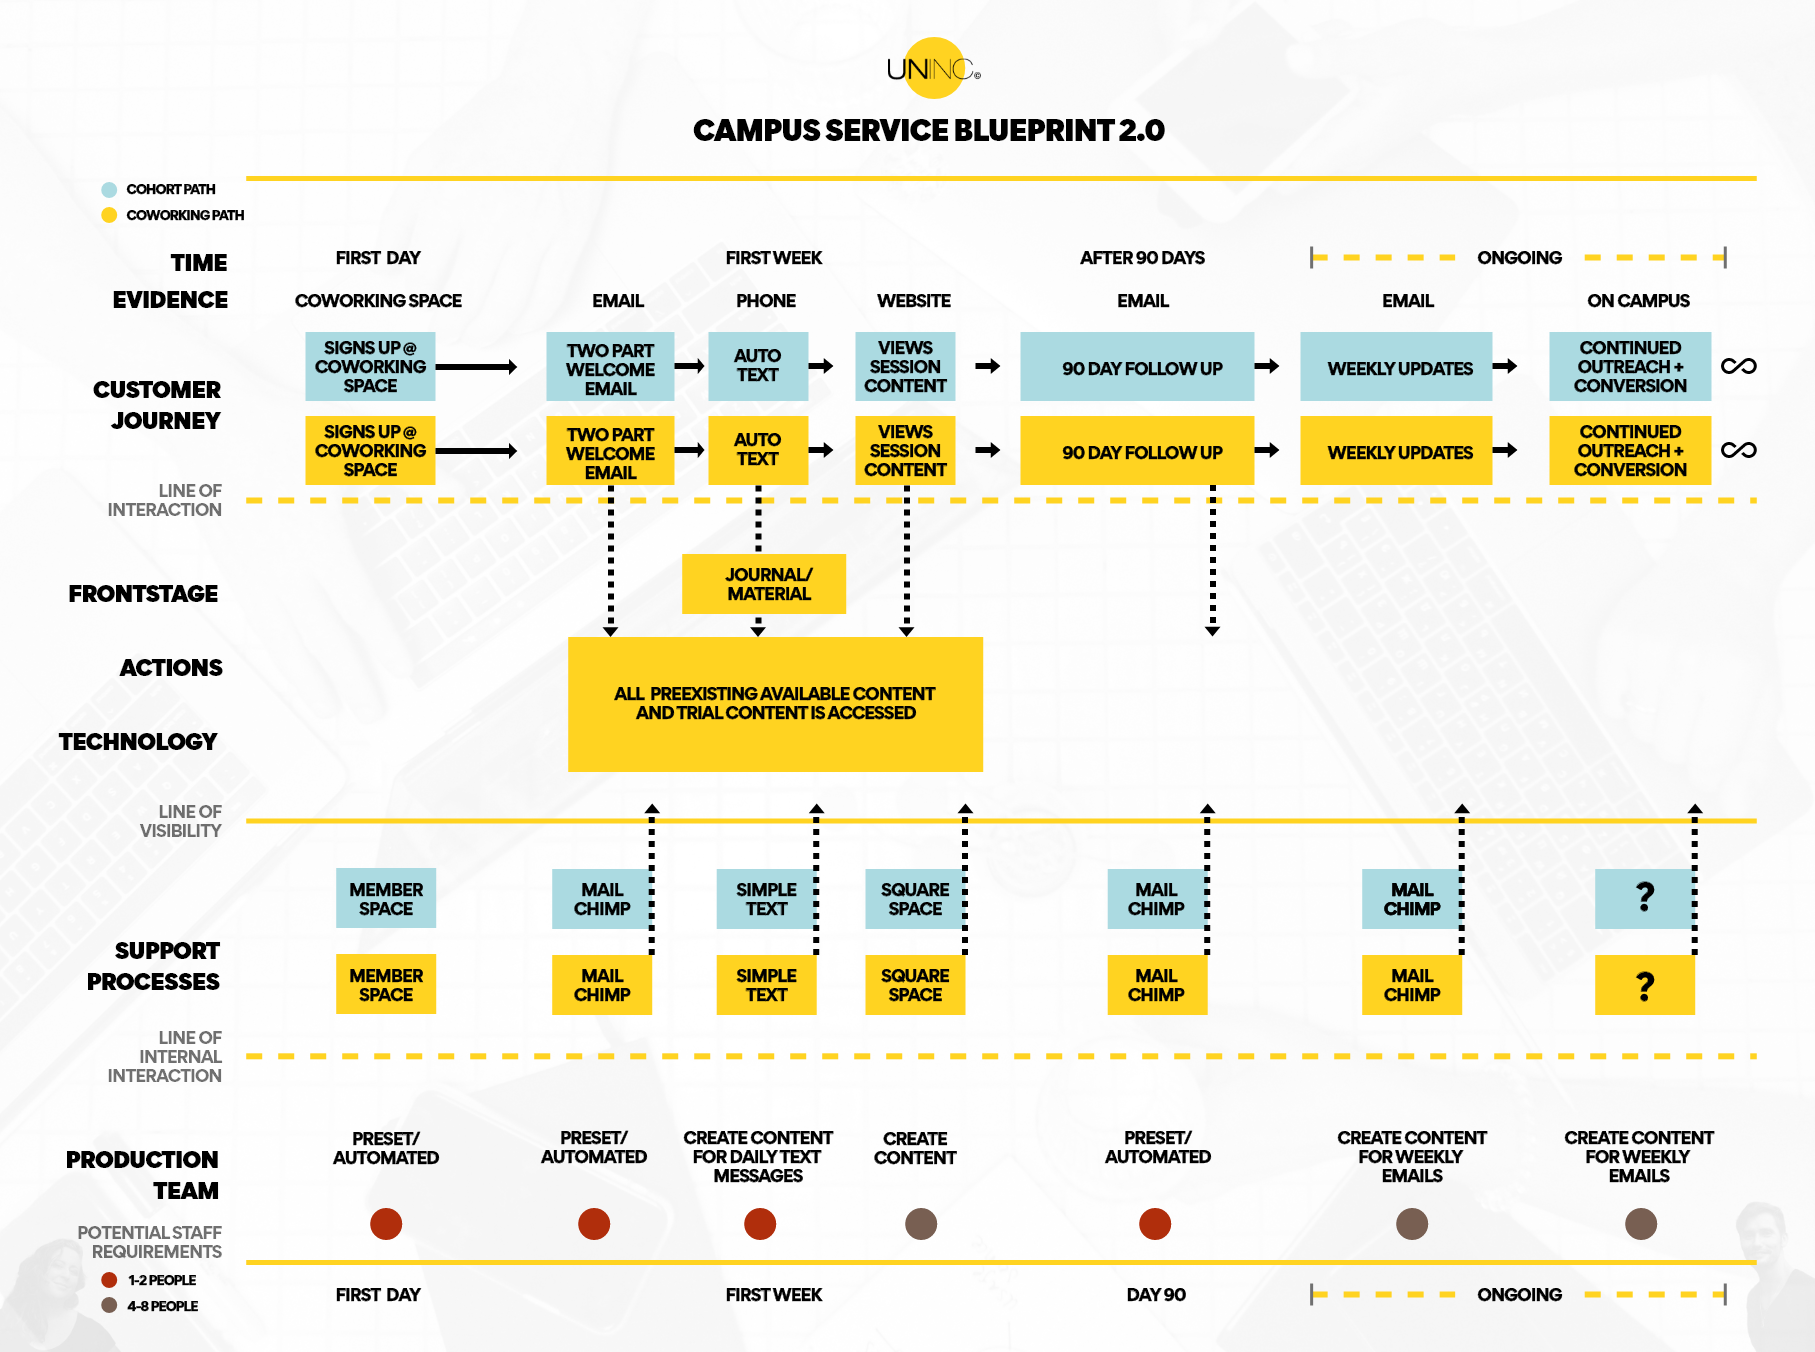 UNINC©
CAMPUS SERVICE BLUEPRINT 2.0
COHORT PATH
COWORKING PATH
TIME
FIRST DAY
FIRST WEEK
AFTER 90 DAYS
ONGOING
EVIDENCE
COWORKING SPACE
EMAIL
PHONE
WEBSITE
EMAIL
EMAIL
ON CAMPUS
CUSTOMER
JOURNEY
SIGNS UP @
COWORKING
SPACE
TWO PART
WELCOME
EMAIL
AUTO
TEXT
VIEWS
SESSION
CONTENT
90 DAY FOLLOW UP
WEEKLY UPDATES
CONTINUED
OUTREACH +
CONVERSION
SIGNS UP @
COWORKING
SPACE
TWO PART
WELCOME
EMAIL
AUTO
TEXT
VIEWS
SESSION
CONTENT
90 DAY FOLLOW UP
WEEKLY UPDATES
CONTINUED
OUTREACH +
CONVERSION
LINE OF
INTERACTION
FRONTSTAGE
JOURNAL/
MATERIAL
ACTIONS
TECHNOLOGY
ALL PREEXISTING AVAILABLE CONTENT
AND TRIAL CONTENT IS ACCESSED
LINE OF
VISIBILITY
SUPPORT
PROCESSES
MEMBER
SPACE
MAIL
CHIMP
SIMPLE
TEXT
SQUARE
SPACE
MAIL
CHIMP
MAIL
CHIMP
?
MEMBER
SPACE
MAIL
CHIMP
SIMPLE
TEXT
SQUARE
SPACE
MAIL
CHIMP
MAIL
CHIMP
?
LINE OF
INTERNAL
INTERACTION
PRODUCTION
TEAM
PRESET/
AUTOMATED
PRESET/
AUTOMATED
CREATE CONTENT
FOR DAILY TEXT
MESSAGES
CREATE
CONTENT
PRESET/
AUTOMATED
CREATE CONTENT
FOR WEEKLY
EMAILS
CREATE CONTENT
FOR WEEKLY
EMAILS
POTENTIAL STAFF
REQUIREMENTS
1-2 PEOPLE
4-8 PEOPLE
FIRST DAY
FIRST WEEK
DAY 90
ONGOING